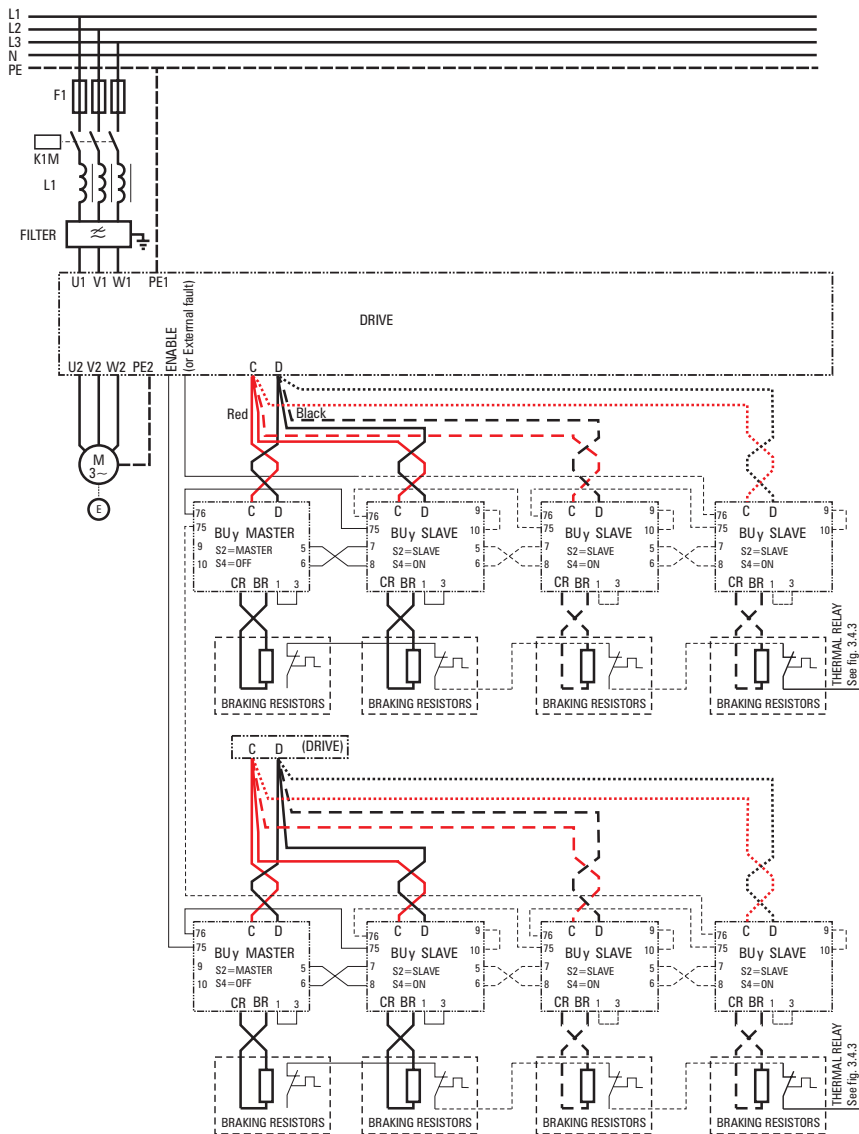 L1
L2
L3
N
PE
F1
K1M
L1
FILTER
U1 V1 W1 PE1
ENABLE
(or External fault)
DRIVE
U2 V2 W2 PE2
C D
Red
Black
M
3~
E
C D
76
75
BUy MASTER
9 S2=MASTER 5
10 S4=OFF 6
CR BR 1 3
C D
76
75
9
10
BUy SLAVE
7 S2=SLAVE 5
8 S4=ON 6
CR BR 1 3
C D
76
75
9
10
BUy SLAVE
7 S2=SLAVE 5
8 S4=ON 6
CR BR 1 3
C D
76
75
9
10
BUy SLAVE
7 S2=SLAVE
8 S4=ON
CR BR 1 3
BRAKING RESISTORS
BRAKING RESISTORS
BRAKING RESISTORS
BRAKING RESISTORS
THERMAL RELAY
See fig. 3.4.3
C D (DRIVE)
C D
76
75
BUy MASTER
9 S2=MASTER 5
10 S4=OFF 6
CR BR 1 3
C D
76
75
9
10
BUy SLAVE
7 S2=SLAVE 5
8 S4=ON 6
CR BR 1 3
C D
76
75
9
10
BUy SLAVE
7 S2=SLAVE 5
8 S4=ON 6
CR BR 1 3
C D
76
75
9
10
BUy SLAVE
7 S2=SLAVE
8 S4=ON
CR BR 1 3
BRAKING RESISTORS
BRAKING RESISTORS
BRAKING RESISTORS
BRAKING RESISTORS
THERMAL RELAY
See fig. 3.4.3